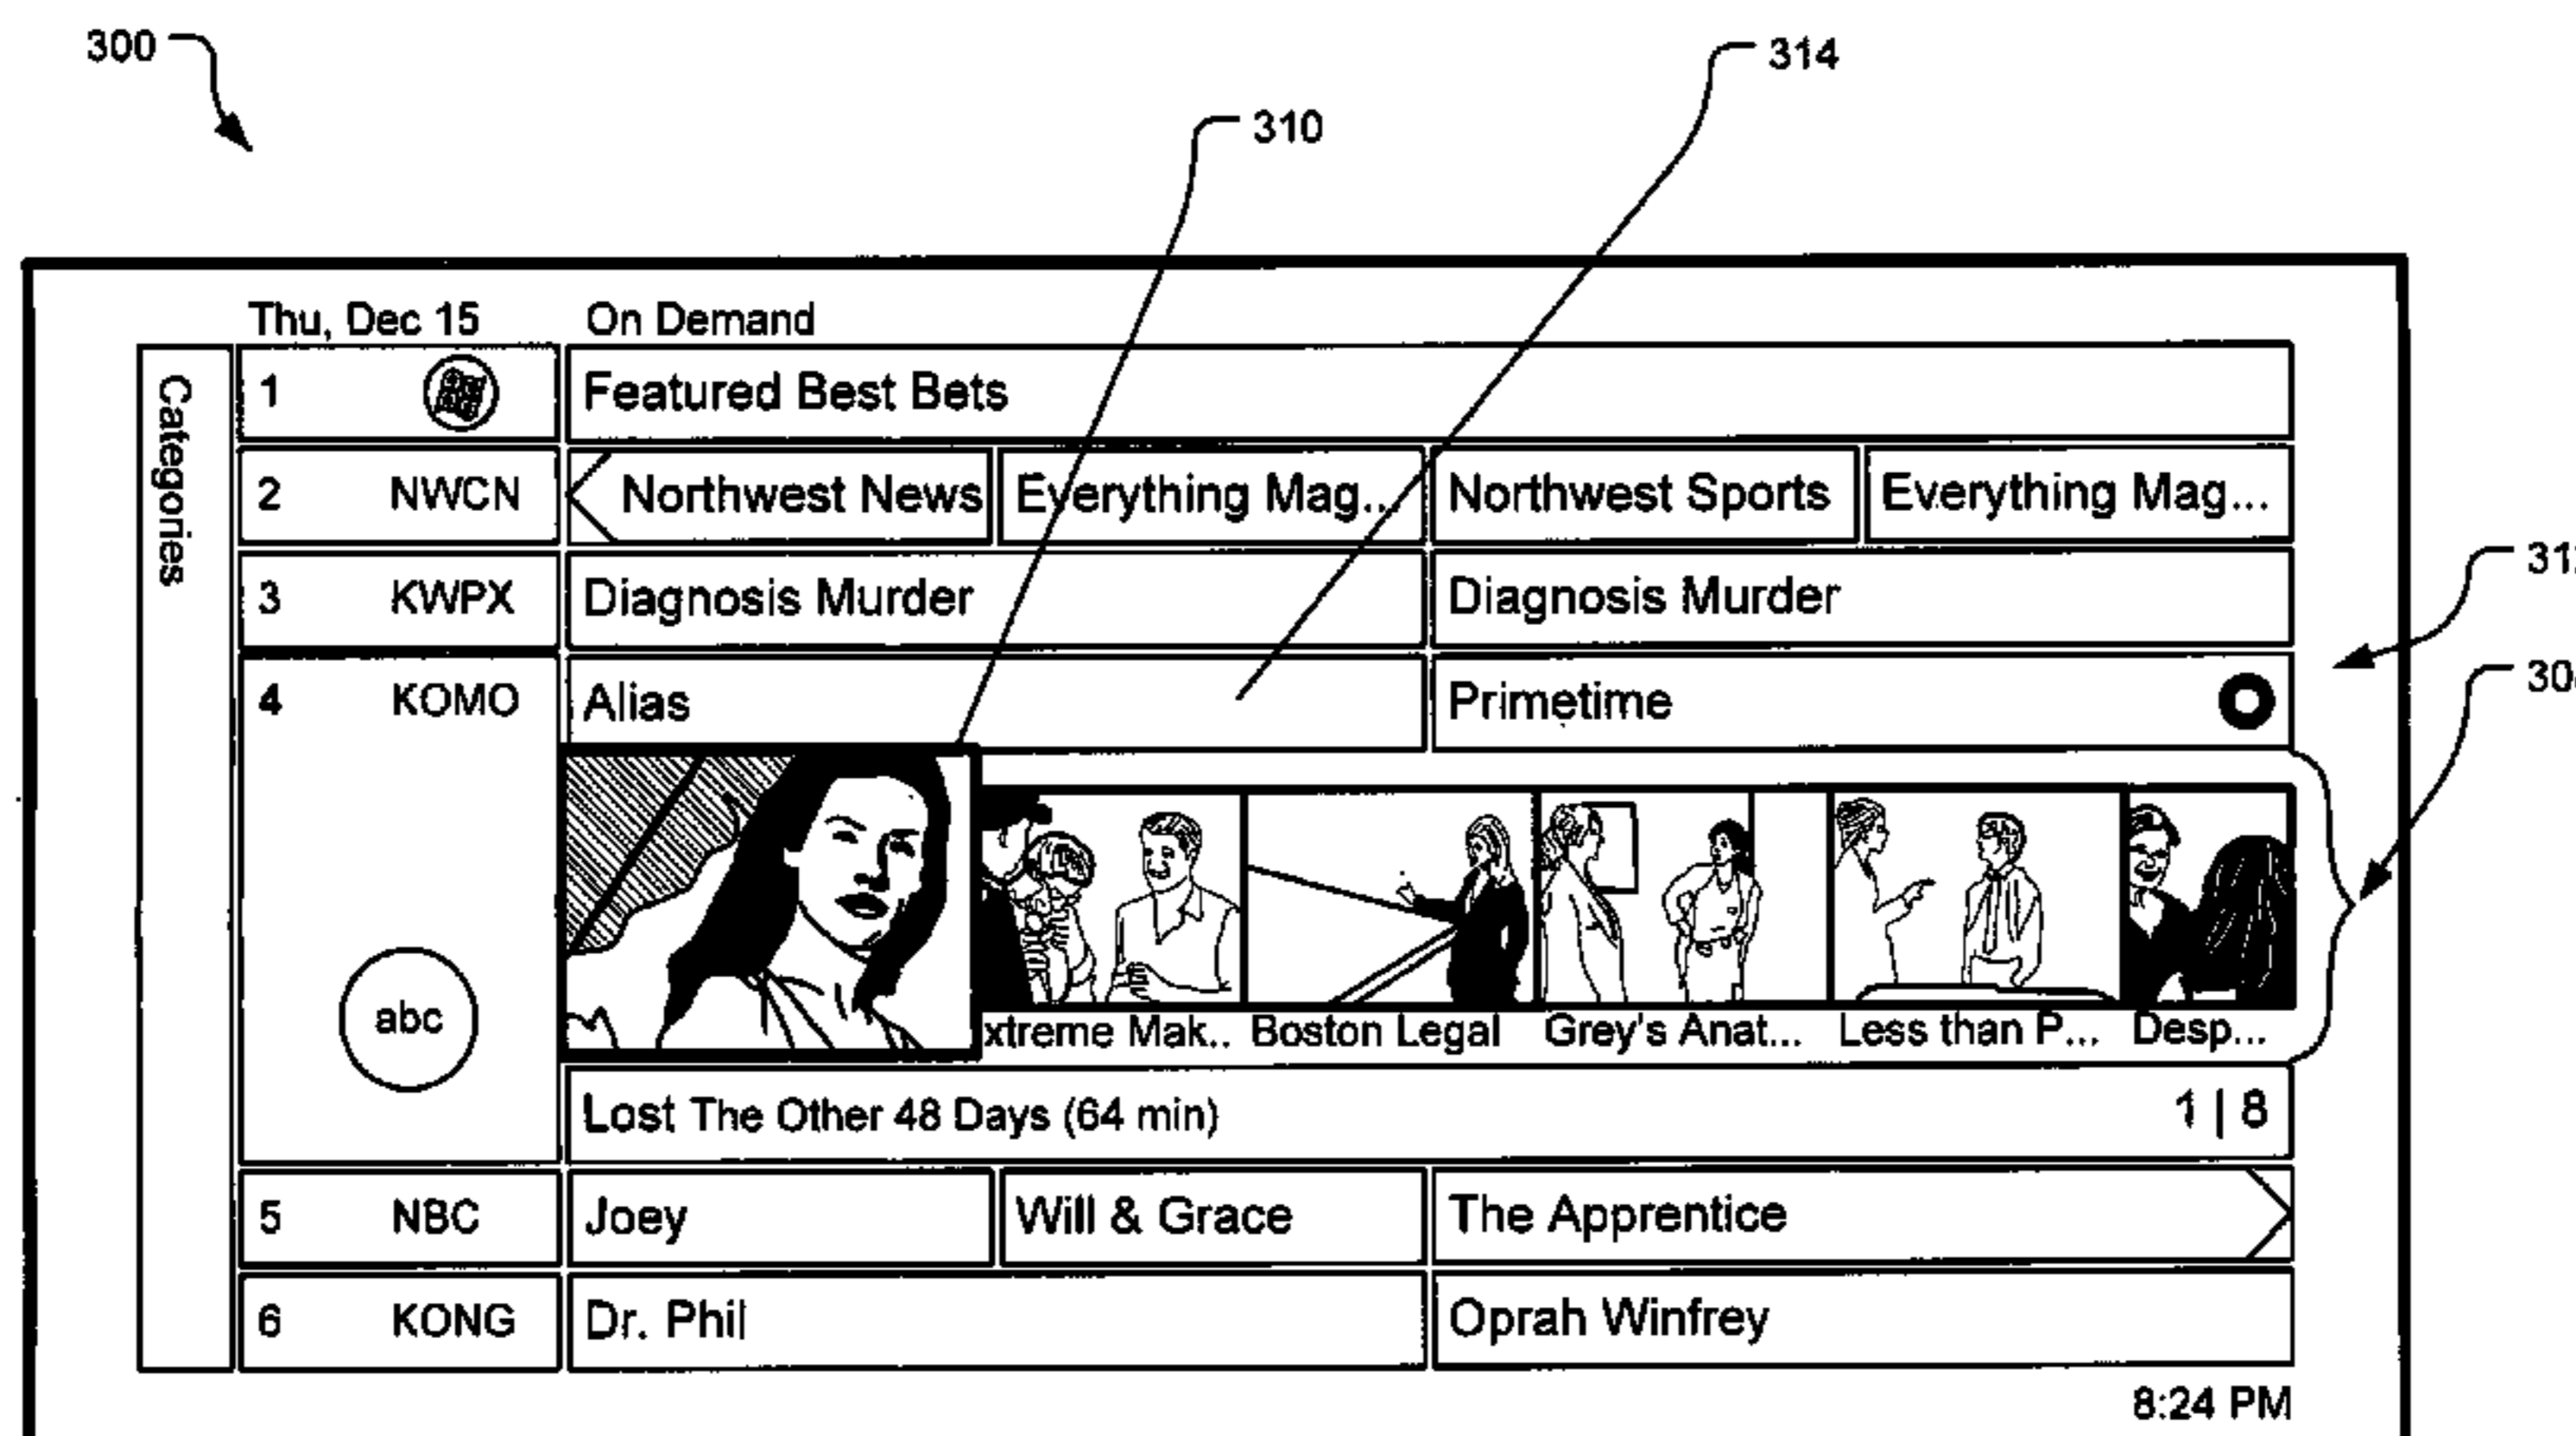 300
314
310
Thu, Dec 15 On Demand
Categories
1 Featured Best Bets
2 NWCN Northwest News Everything Mag... Northwest Sports Everything Mag...
3 KWPX Diagnosis Murder Diagnosis Murder
4 KOMO Alias Primetime
abc
xtreme Mak.. Boston Legal Grey's Anat... Less than P... Desp...
Lost The Other 48 Days (64 min) 1 | 8
5 NBC Joey Will & Grace The Apprentice
6 KONG Dr. Phil Oprah Winfrey
8:24 PM